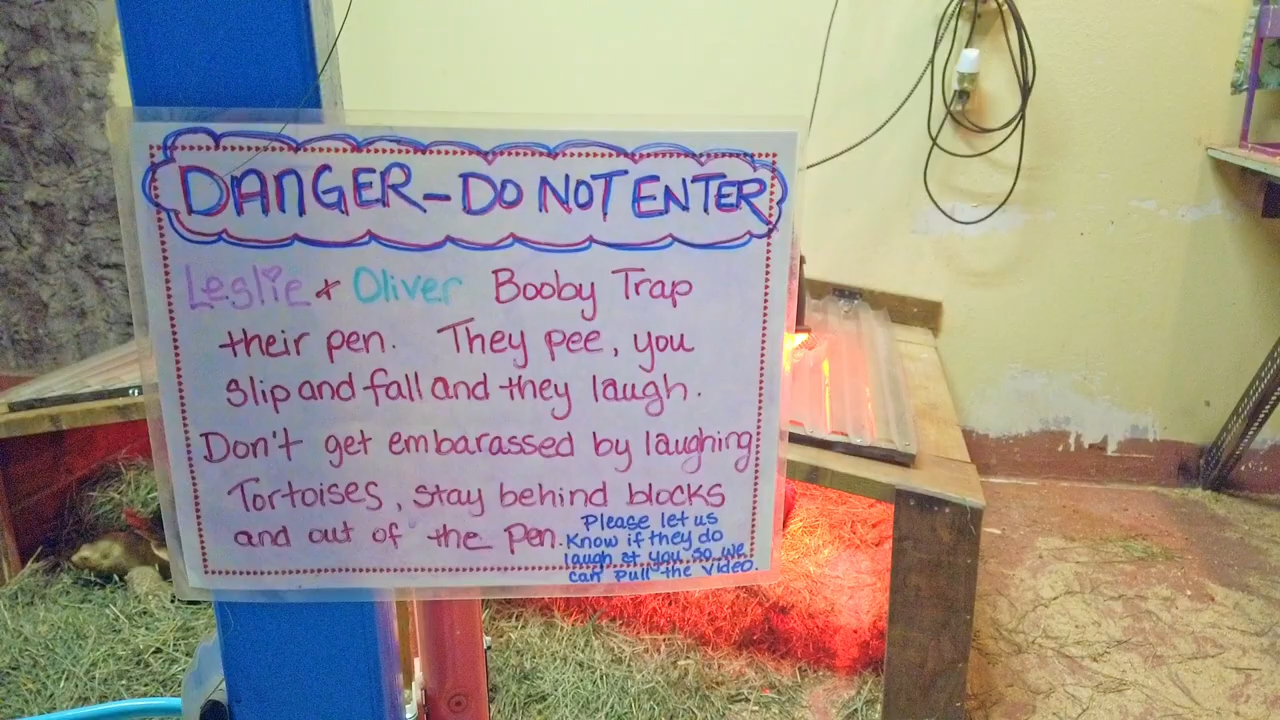 DANGER-DO NOT ENTER
Leslie & Oliver Booby Trap
their pen. They pee, you
slip and fall and they laugh.
Don't get embarassed by laughing
Tortoises, stay behind blocks
and out of the Pen.
Please let us
Know if they do
laugh at you so we
can pull the video.